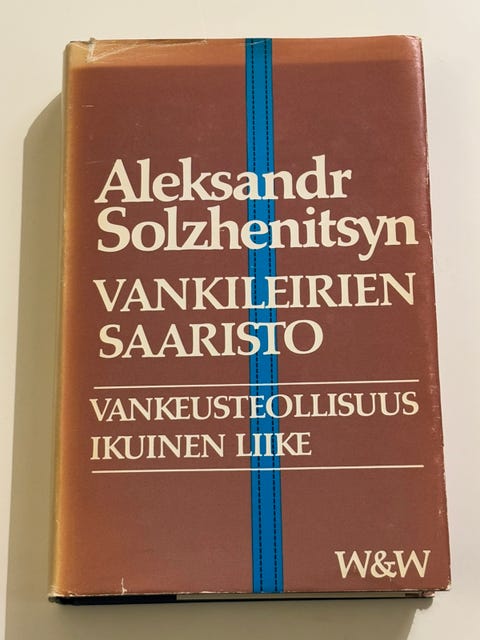 Aleksandr
Solzhenitsyn
VANKILEIRIEN
SAARISTO
VANKEUSTEOLLISUUS
IKUINEN LIIKE
W&W